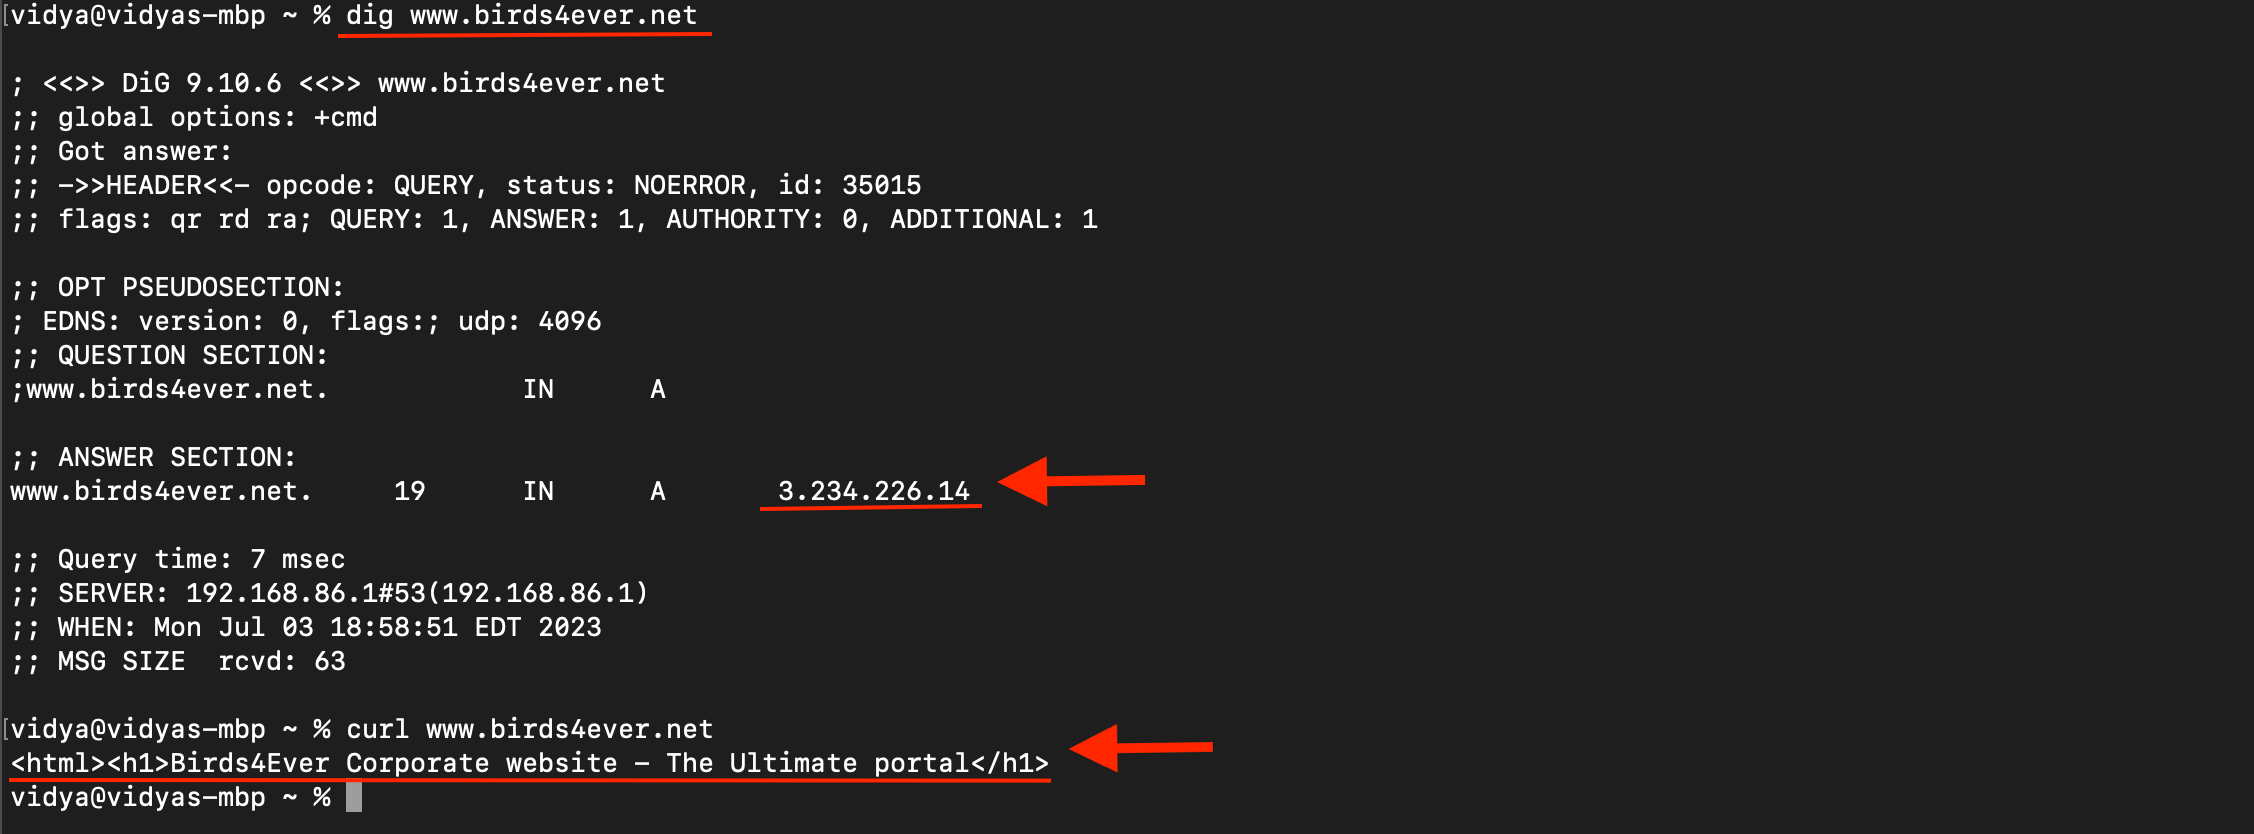 [vidya@vidyas-mbp ~ % dig www.birds4ever.net
; <<>> DiG 9.10.6 <<>> www.birds4ever.net
;; global options: +cmd
;; Got answer:
;; ->>HEADER<<- opcode: QUERY, status: NOERROR, id: 35015
;; flags: qr rd ra; QUERY: 1, ANSWER: 1, AUTHORITY: 0, ADDITIONAL: 1
;; OPT PSEUDOSECTION:
; EDNS: version: 0, flags:; udp: 4096
;; QUESTION SECTION:
;www.birds4ever.net. IN A
;; ANSWER SECTION:
www.birds4ever.net. 19 IN A 3.234.226.14
;; Query time: 7 msec
;; SERVER: 192.168.86.1#53(192.168.86.1)
;; WHEN: Mon Jul 03 18:58:51 EDT 2023
;; MSG SIZE  rcvd: 63
[vidya@vidyas-mbp ~ % curl www.birds4ever.net
<html><h1>Birds4Ever Corporate website - The Ultimate portal</h1>
vidya@vidyas-mbp ~ %